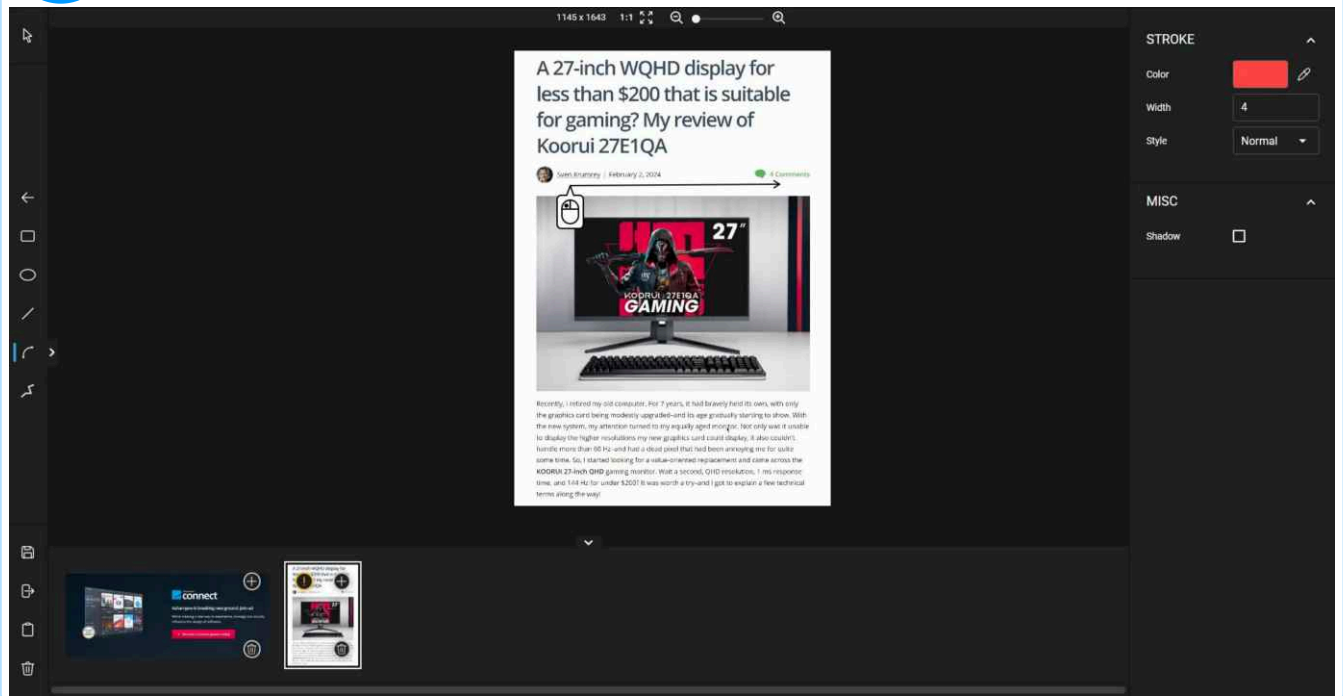 1145 x 1643 1:1
STROKE
Color
Width 4
Style Normal
MISC
Shadow
A 27-inch WQHD display for
less than $200 that is suitable
for gaming? My review of
Koorui 27E1QA
Sven Krumrey | February 2, 2024 4 Comments
27"
KOORUI 27E1QA
GAMING
Recently, I retired my old computer. For 7 years, it had bravely held its own, with only
the graphics card being modestly upgraded–and its age gradually starting to show. With
the new system, my attention turned to my equally aged monitor. Not only was it unable
to display the higher resolutions my new graphics card could display, it also couldn't
handle more than 60 Hz–and had a dead pixel that had been annoying me for quite
some time. So, I started looking for a value-oriented replacement and came across the
KOORUI 27-inch QHD gaming monitor. Wait a second, QHD resolution, 1 ms response
time, and 144 Hz for under $200? It was worth a try–and I got to explain a few technical
terms along the way!
connect